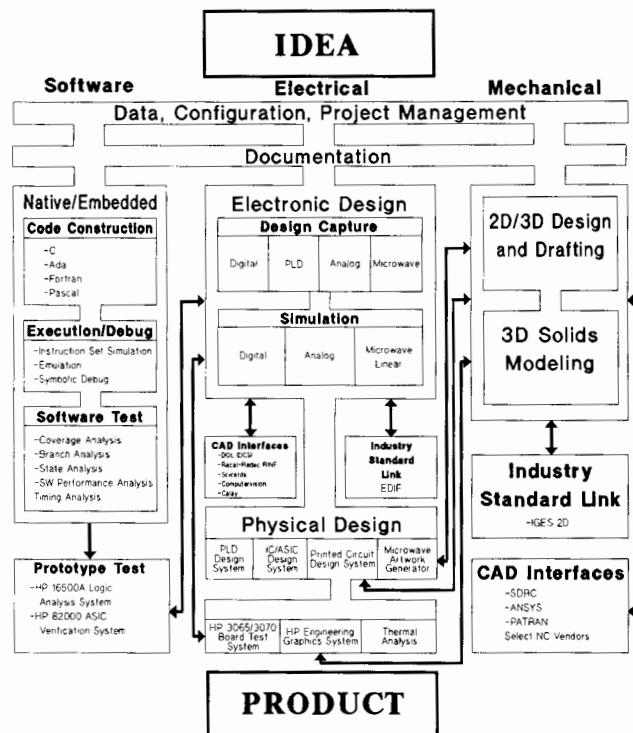 IDEA
Software
Electrical
Mechanical
Data, Configuration, Project Management
Documentation
Native/Embedded
Code Construction
-C
-Ada
-Fortran
-Pascal
Execution/Debug
-Instruction Set Simulation
-Emulation
-Symbolic Debug
Software Test
-Coverage Analysis
-Branch Analysis
-State Analysis
-SW Performance Analysis
Timing Analysis
Prototype Test
-HP 16500A Logic
Analysis System
-HP 82000 ASIC
Verification System
Electronic Design
Design Capture
Digital
PLD
Analog
Microwave
Simulation
Digital
Analog
Microwave
Linear
CAD Interfaces
-Racal-Redac RINF
-Scicards
-Computervision
-Calay
Industry
Standard
Link
EDIF
Physical Design
PLD
Design
System
IC/ASIC
Design
System
Printed Circuit
Design System
Microwave
Artwork
Generator
HP 3065/3070
Board Test
System
HP Engineering
Graphics System
Thermal
Analysis
2D/3D Design
and Drafting
3D Solids
Modeling
Industry
Standard Link
-IGES 2D
CAD Interfaces
-SDRC
-ANSYS
-PATRAN
Select NC Vendors
PRODUCT